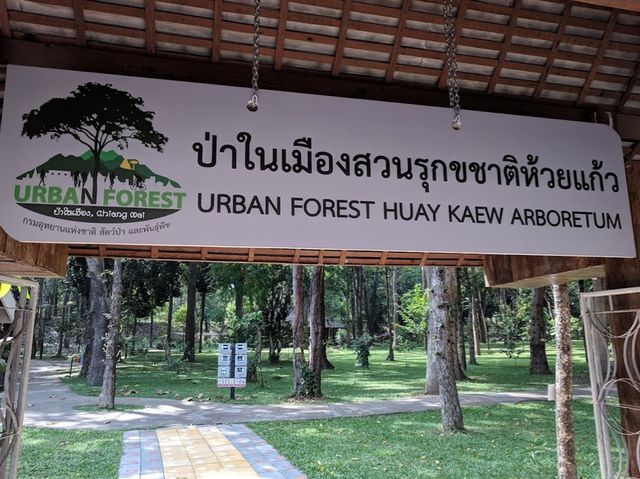 URBAN FOREST
ป่าในเมือง, Chiang Mai
กรมอุทยานแห่งชาติ สัตว์ป่า และพันธุ์พืช
ป่าในเมืองสวนรุกขชาติห้วยแก้ว
URBAN FOREST HUAY KAEW ARBORETUM